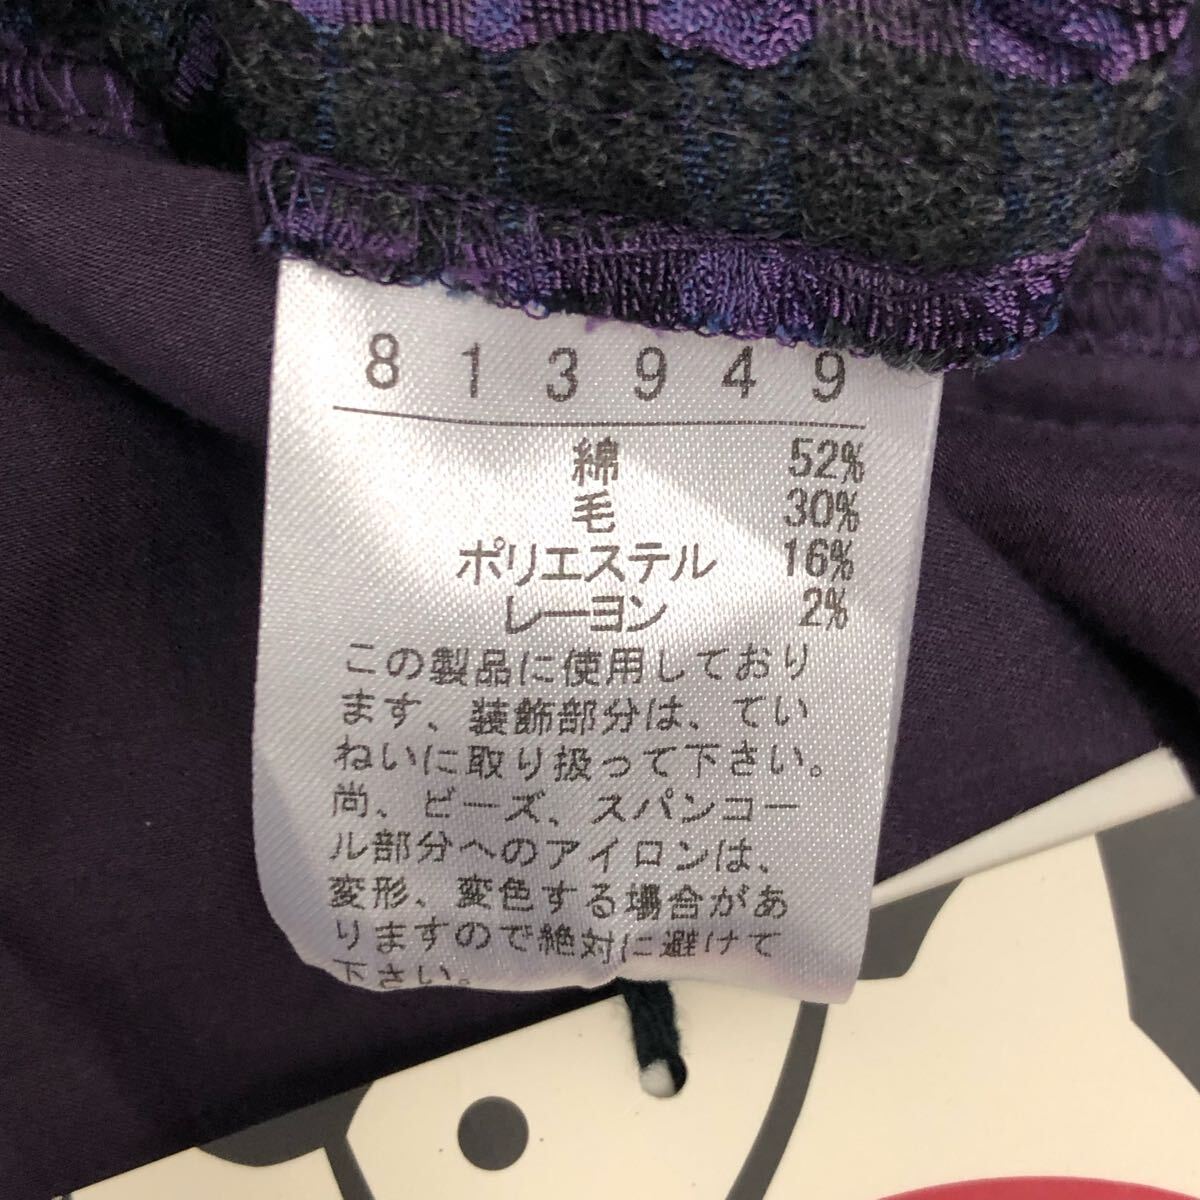 813949
綿 52%
毛 30%
ポリエステル 16%
レーヨン 2%
この製品に使用しており
ます、装飾部分は、てい
ねいに取り扱って下さい。
尚、ビーズ、スパンコー
ル部分へのアイロンは、
変形、変色する場合があ
りますので絶対に避けて
下さい。